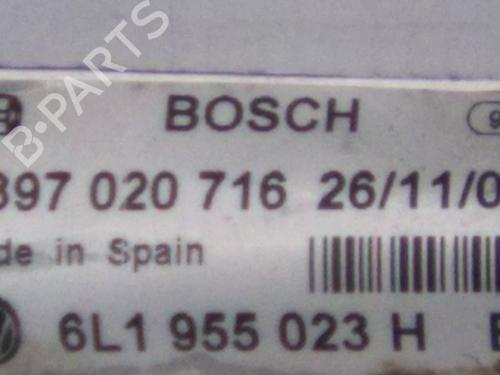 BOSCH
397 020 716 26/11/0
de in Spain
6L1 955 023 H
B-PARTS